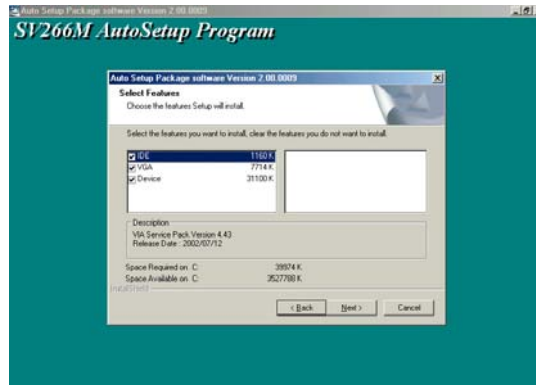 Auto Setup Package software Version 2.00.0009
SV266M AutoSetup Program
Auto Setup Package software Version 2.00.0009
Select Features
Choose the features Setup will install.
Select the features you want to install, clear the features you do not want to install.
IDE 1160 K
VGA 7714 K
Device 31100 K
Description
VIA Service Pack Version 4.43
Release Date : 2002/07/12
Space Required on C: 39974 K
Space Available on C: 3527788 K
InstallShield
< Back Next > Cancel